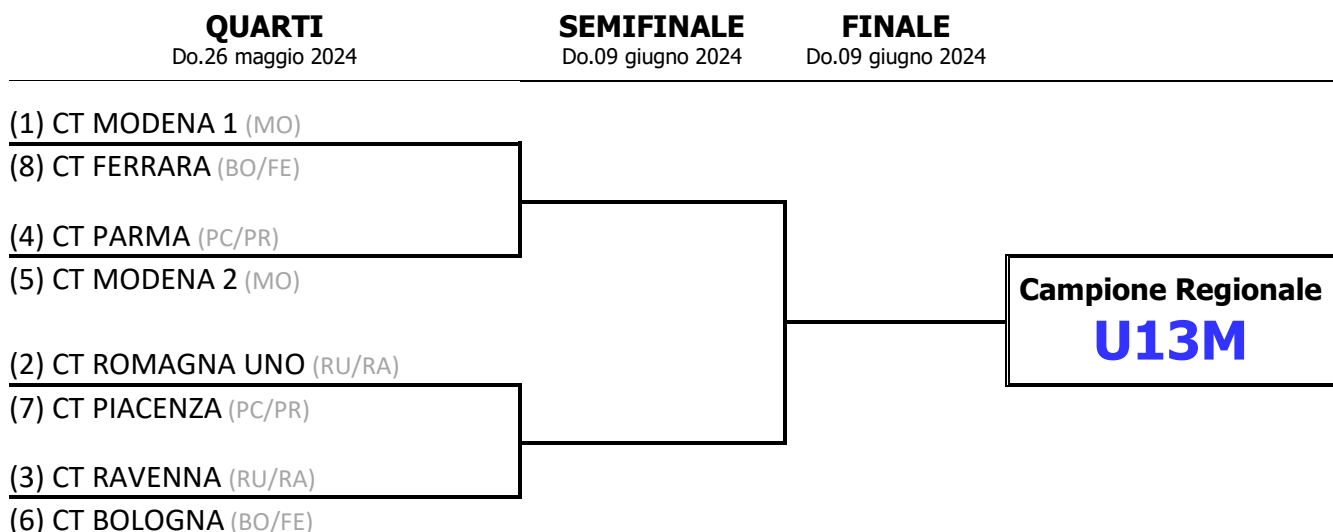 QUARTI SEMIFINALE FINALE
Do.26 maggio 2024 Do.09 giugno 2024 Do.09 giugno 2024
(1) CT MODENA 1 (MO)
(8) CT FERRARA (BO/FE)
(4) CT PARMA (PC/PR)
(5) CT MODENA 2 (MO)
Campione Regionale
U13M
(2) CT ROMAGNA UNO (RU/RA)
(7) CT PIACENZA (PC/PR)
(3) CT RAVENNA (RU/RA)
(6) CT BOLOGNA (BO/FE)